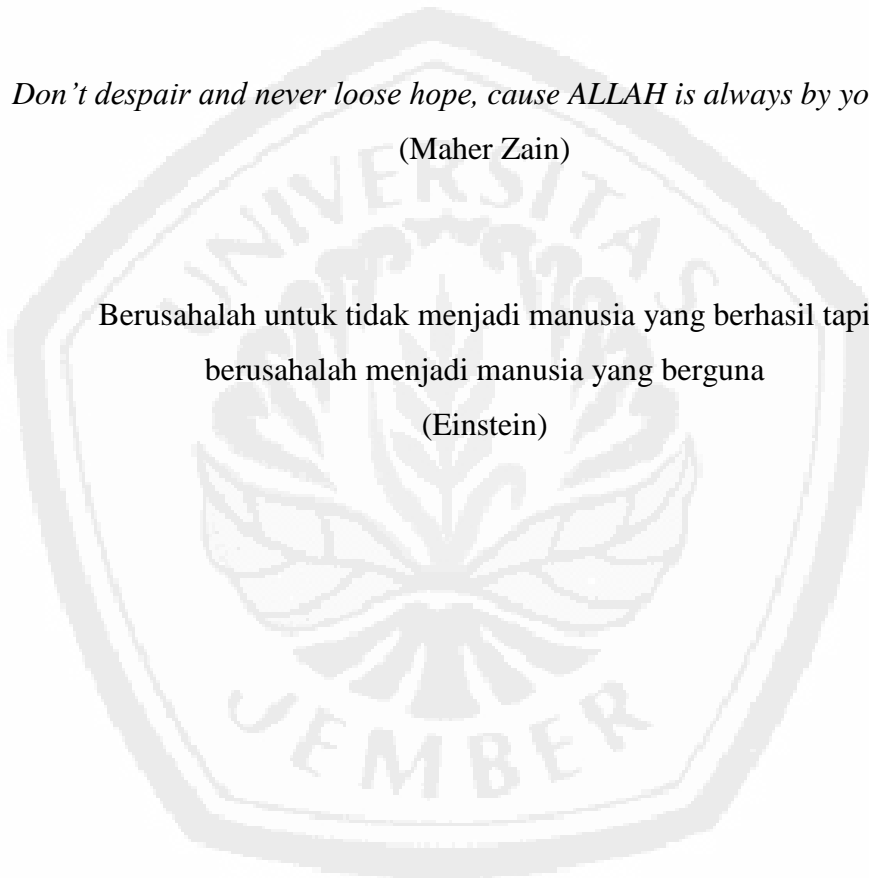 Don’t despair and never loose hope, cause ALLAH is always by yo
(Maher Zain)
UNIVERSITAS
Berusahalah untuk tidak menjadi manusia yang berhasil tapi
berusahalah menjadi manusia yang berguna
(Einstein)
JEMBER